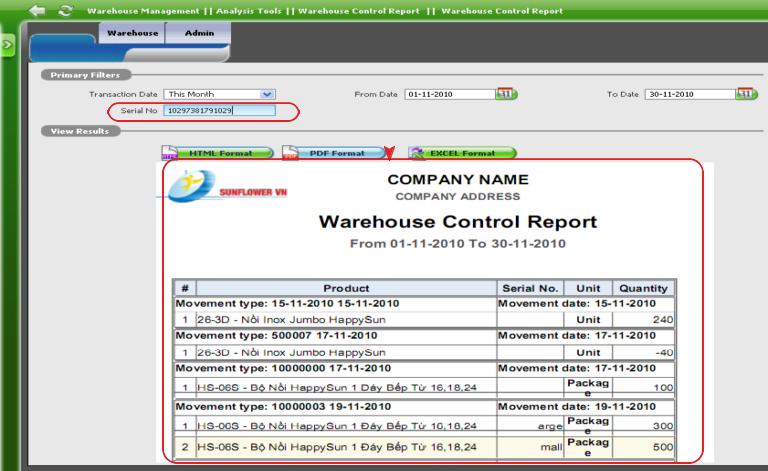 Warehouse Management || Analysis Tools || Warehouse Control Report || Warehouse Control Report
Warehouse Admin
Primary Filters
Transaction Date This Month From Date 01-11-2010 31 To Date 30-11-2010 31
Serial No 10297381791029
View Results
HTML Format PDF Format EXCEL Format
SUNFLOWER VN
COMPANY NAME
COMPANY ADDRESS
Warehouse Control Report
From 01-11-2010 To 30-11-2010
# Product Serial No. Unit Quantity
Movement type: 15-11-2010 15-11-2010 Movement date: 15-11-2010
1 26-3D - Nồi Inox Jumbo HappySun Unit 240
Movement type: 500007 17-11-2010 Movement date: 17-11-2010
1 26-3D - Nồi Inox Jumbo HappySun Unit -40
Movement type: 10000000 17-11-2010 Movement date: 17-11-2010
1 HS-06S - Bộ Nồi HappySun 1 Đáy Bếp Từ 16,18,24 Packag 100
e
Movement type: 10000003 19-11-2010 Movement date: 19-11-2010
1 HS-06S - Bộ Nồi HappySun 1 Đáy Bếp Từ 16,18,24 arge Packag 300
e
2 HS-06S - Bộ Nồi HappySun 1 Đáy Bếp Từ 16,18,24 mall Packag 500
e